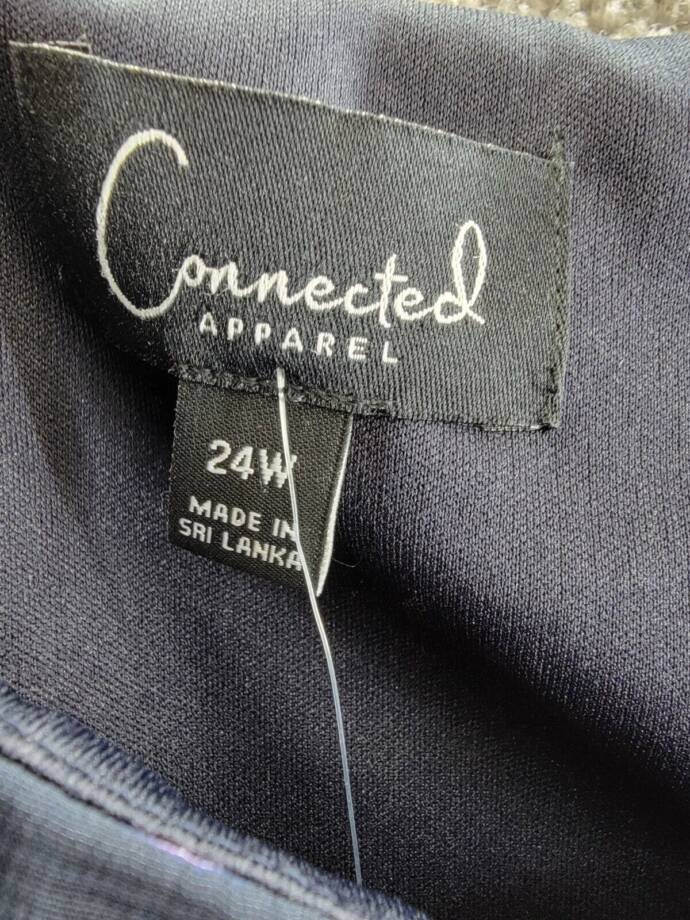 Connected
APPAREL
24W
MADE IN
SRI LANKA